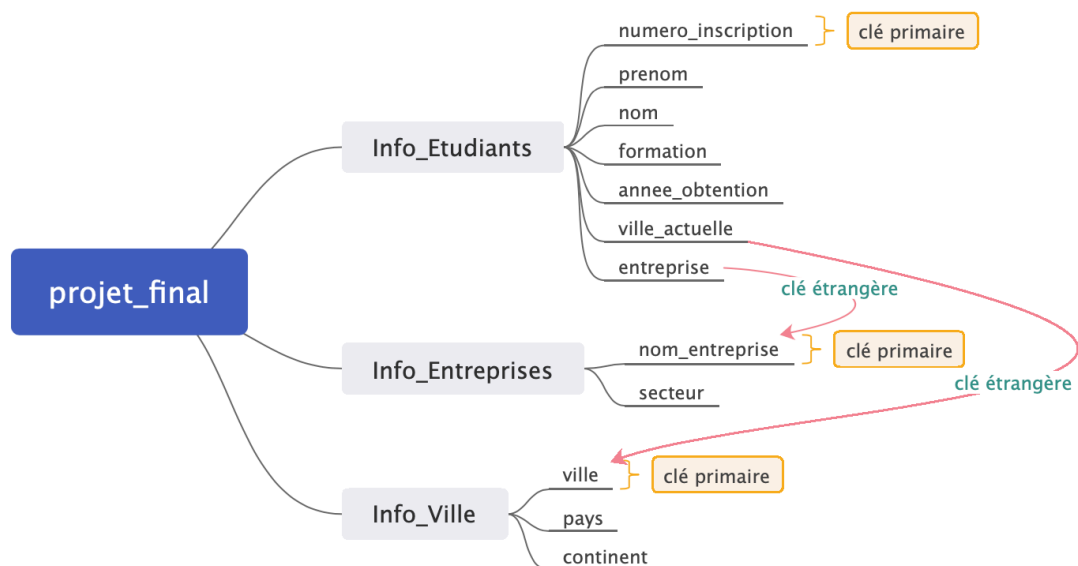 numero_inscription
clé primaire
prenom
nom
Info_Etudiants
formation
annee_obtention
ville_actuelle
entreprise
projet_final
clé étrangère
nom_entreprise
clé primaire
Info_Entreprises
secteur
clé étrangère
ville
clé primaire
Info_Ville
pays
continent